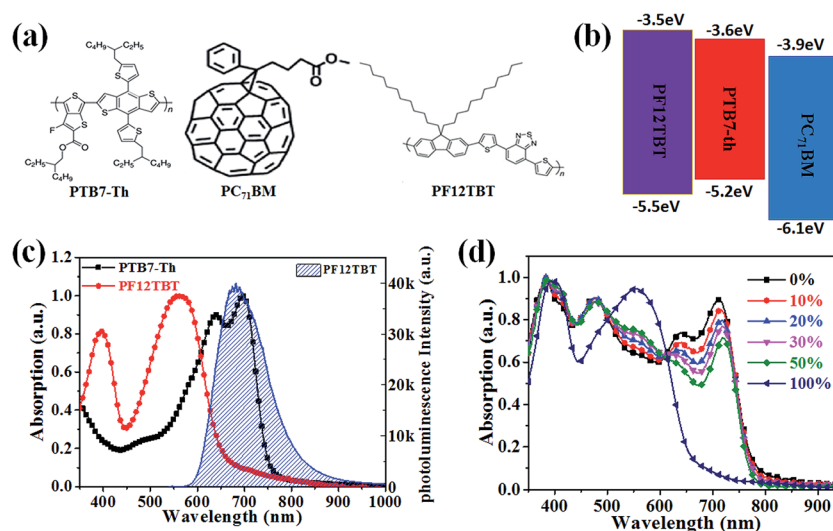 (a)
C4H9
C2H5
S
S
S
S
n
F
S
O
O
S
S
C2H5
C4H9
C2H5
C4H9
PTB7-Th
O
O
PC71BM
S
N
N
S
S
n
PF12TBT
(b)
-3.5eV
-3.6eV
-3.9eV
PF12TBT
PTB7-th
PC71BM
-5.5eV
-5.2eV
-6.1eV
(c)
PTB7-Th
PF12TBT
PF12TBT
Absorption (a.u.)
1.2
1.0
0.8
0.6
0.4
0.2
0.0
40k
30k
20k
10k
0
photoluminescence Intensity (a.u.)
400 500 600 700 800 900 1000
Wavelength (nm)
(d)
Absorption (a.u.)
1.0
0.8
0.6
0.4
0.2
0.0
0%
10%
20%
30%
50%
100%
400 500 600 700 800 900
Wavelength (nm)